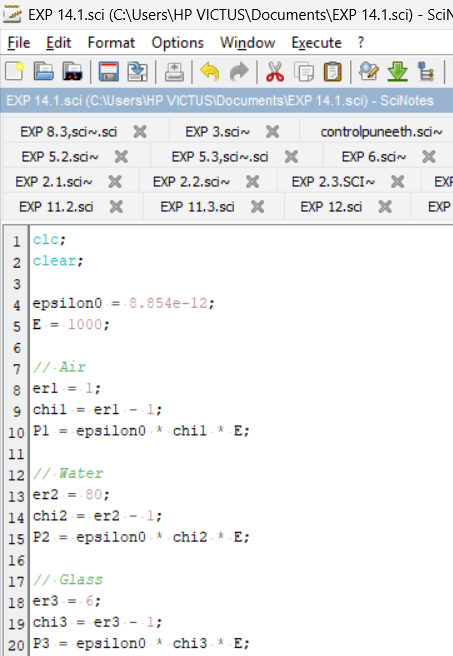 EXP 14.1.sci (C:\Users\HP VICTUS\Documents\EXP 14.1.sci) - SciN
File Edit Format Options Window Execute ?
EXP 14.1.sci (C:\Users\HP VICTUS\Documents\EXP 14.1.sci) - SciNotes
EXP 8.3,sci~.sci EXP 3.sci~ controlpuneeth.sci~
EXP 5.2.sci~ EXP 5.3,sci~.sci EXP 6.sci~
EXP 2.1.sci~ EXP 2.2.sci~ EXP 2.3.SCI~ EXP
EXP 11.2.sci EXP 11.3.sci EXP 12.sci EXP
1 clc;
2 clear;
3
4 epsilon0 = 8.854e-12;
5 E = 1000;
6
7 // Air
8 er1 = 1;
9 chi1 = er1 - 1;
10 P1 = epsilon0 * chi1 * E;
11
12 // Water
13 er2 = 80;
14 chi2 = er2 - 1;
15 P2 = epsilon0 * chi2 * E;
16
17 // Glass
18 er3 = 6;
19 chi3 = er3 - 1;
20 P3 = epsilon0 * chi3 * E;